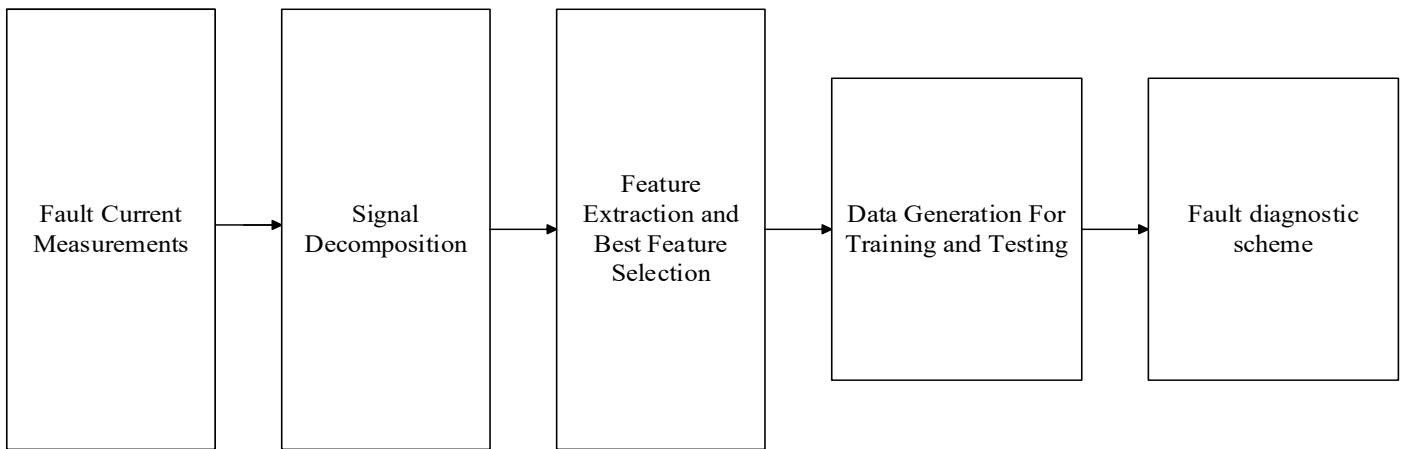 Fault Current
Measurements
Signal
Decomposition
Feature
Extraction and
Best Feature
Selection
Data Generation For
Training and Testing
Fault diagnostic
scheme